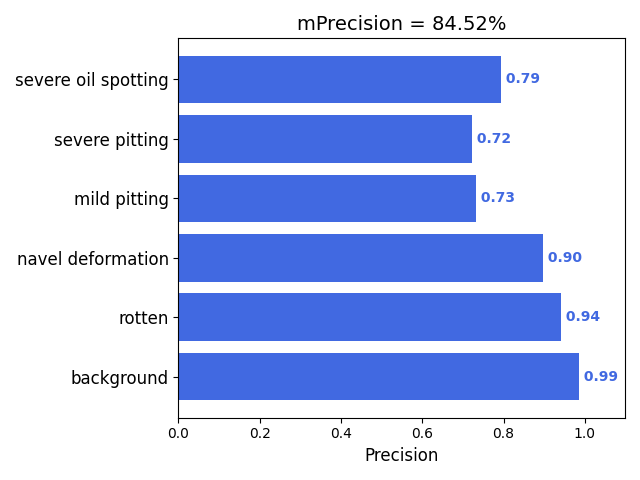 mPrecision = 84.52%
severe oil spotting 0.79
severe pitting 0.72
mild pitting 0.73
navel deformation 0.90
rotten 0.94
background 0.99
0.0 0.2 0.4 0.6 0.8 1.0
Precision